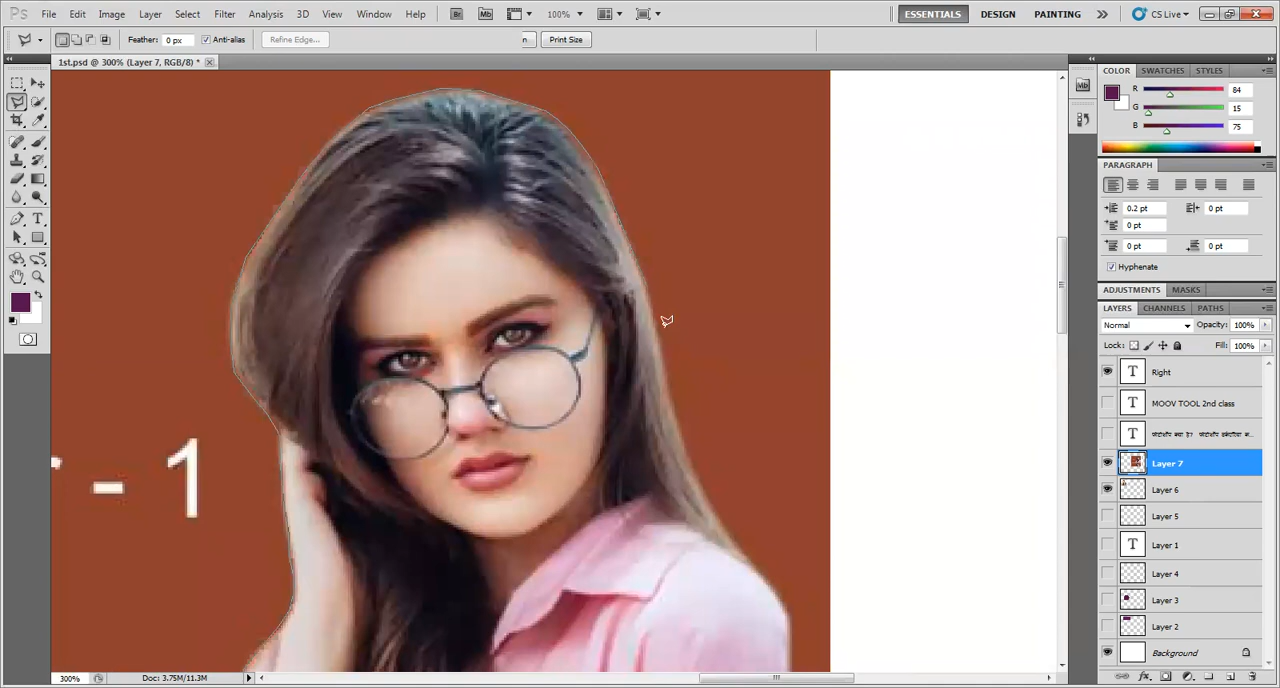 Ps File Edit Image Layer Select Filter Analysis 3D View Window Help Br Mb 100% ESSENTIALS DESIGN PAINTING CS Live
Feather: 0 px Anti-alias Refine Edge... n Print Size
1st.psd @ 300% (Layer 7, RGB/8) *
COLOR SWATCHES STYLES
R 84
G 15
B 75
PARAGRAPH
0.2 pt 0 pt
0 pt
0 pt 0 pt
Hyphenate
ADJUSTMENTS MASKS
LAYERS CHANNELS PATHS
Normal Opacity: 100%
Lock: Fill: 100%
T Right
T MOOV TOOL 2nd class
T फोटोशॉप क्या है?
Layer 7
Layer 6
Layer 5
T Layer 1
Layer 4
Layer 3
Layer 2
Background
r - 1
Mb
T
300% Doc: 3.75M/11.3M